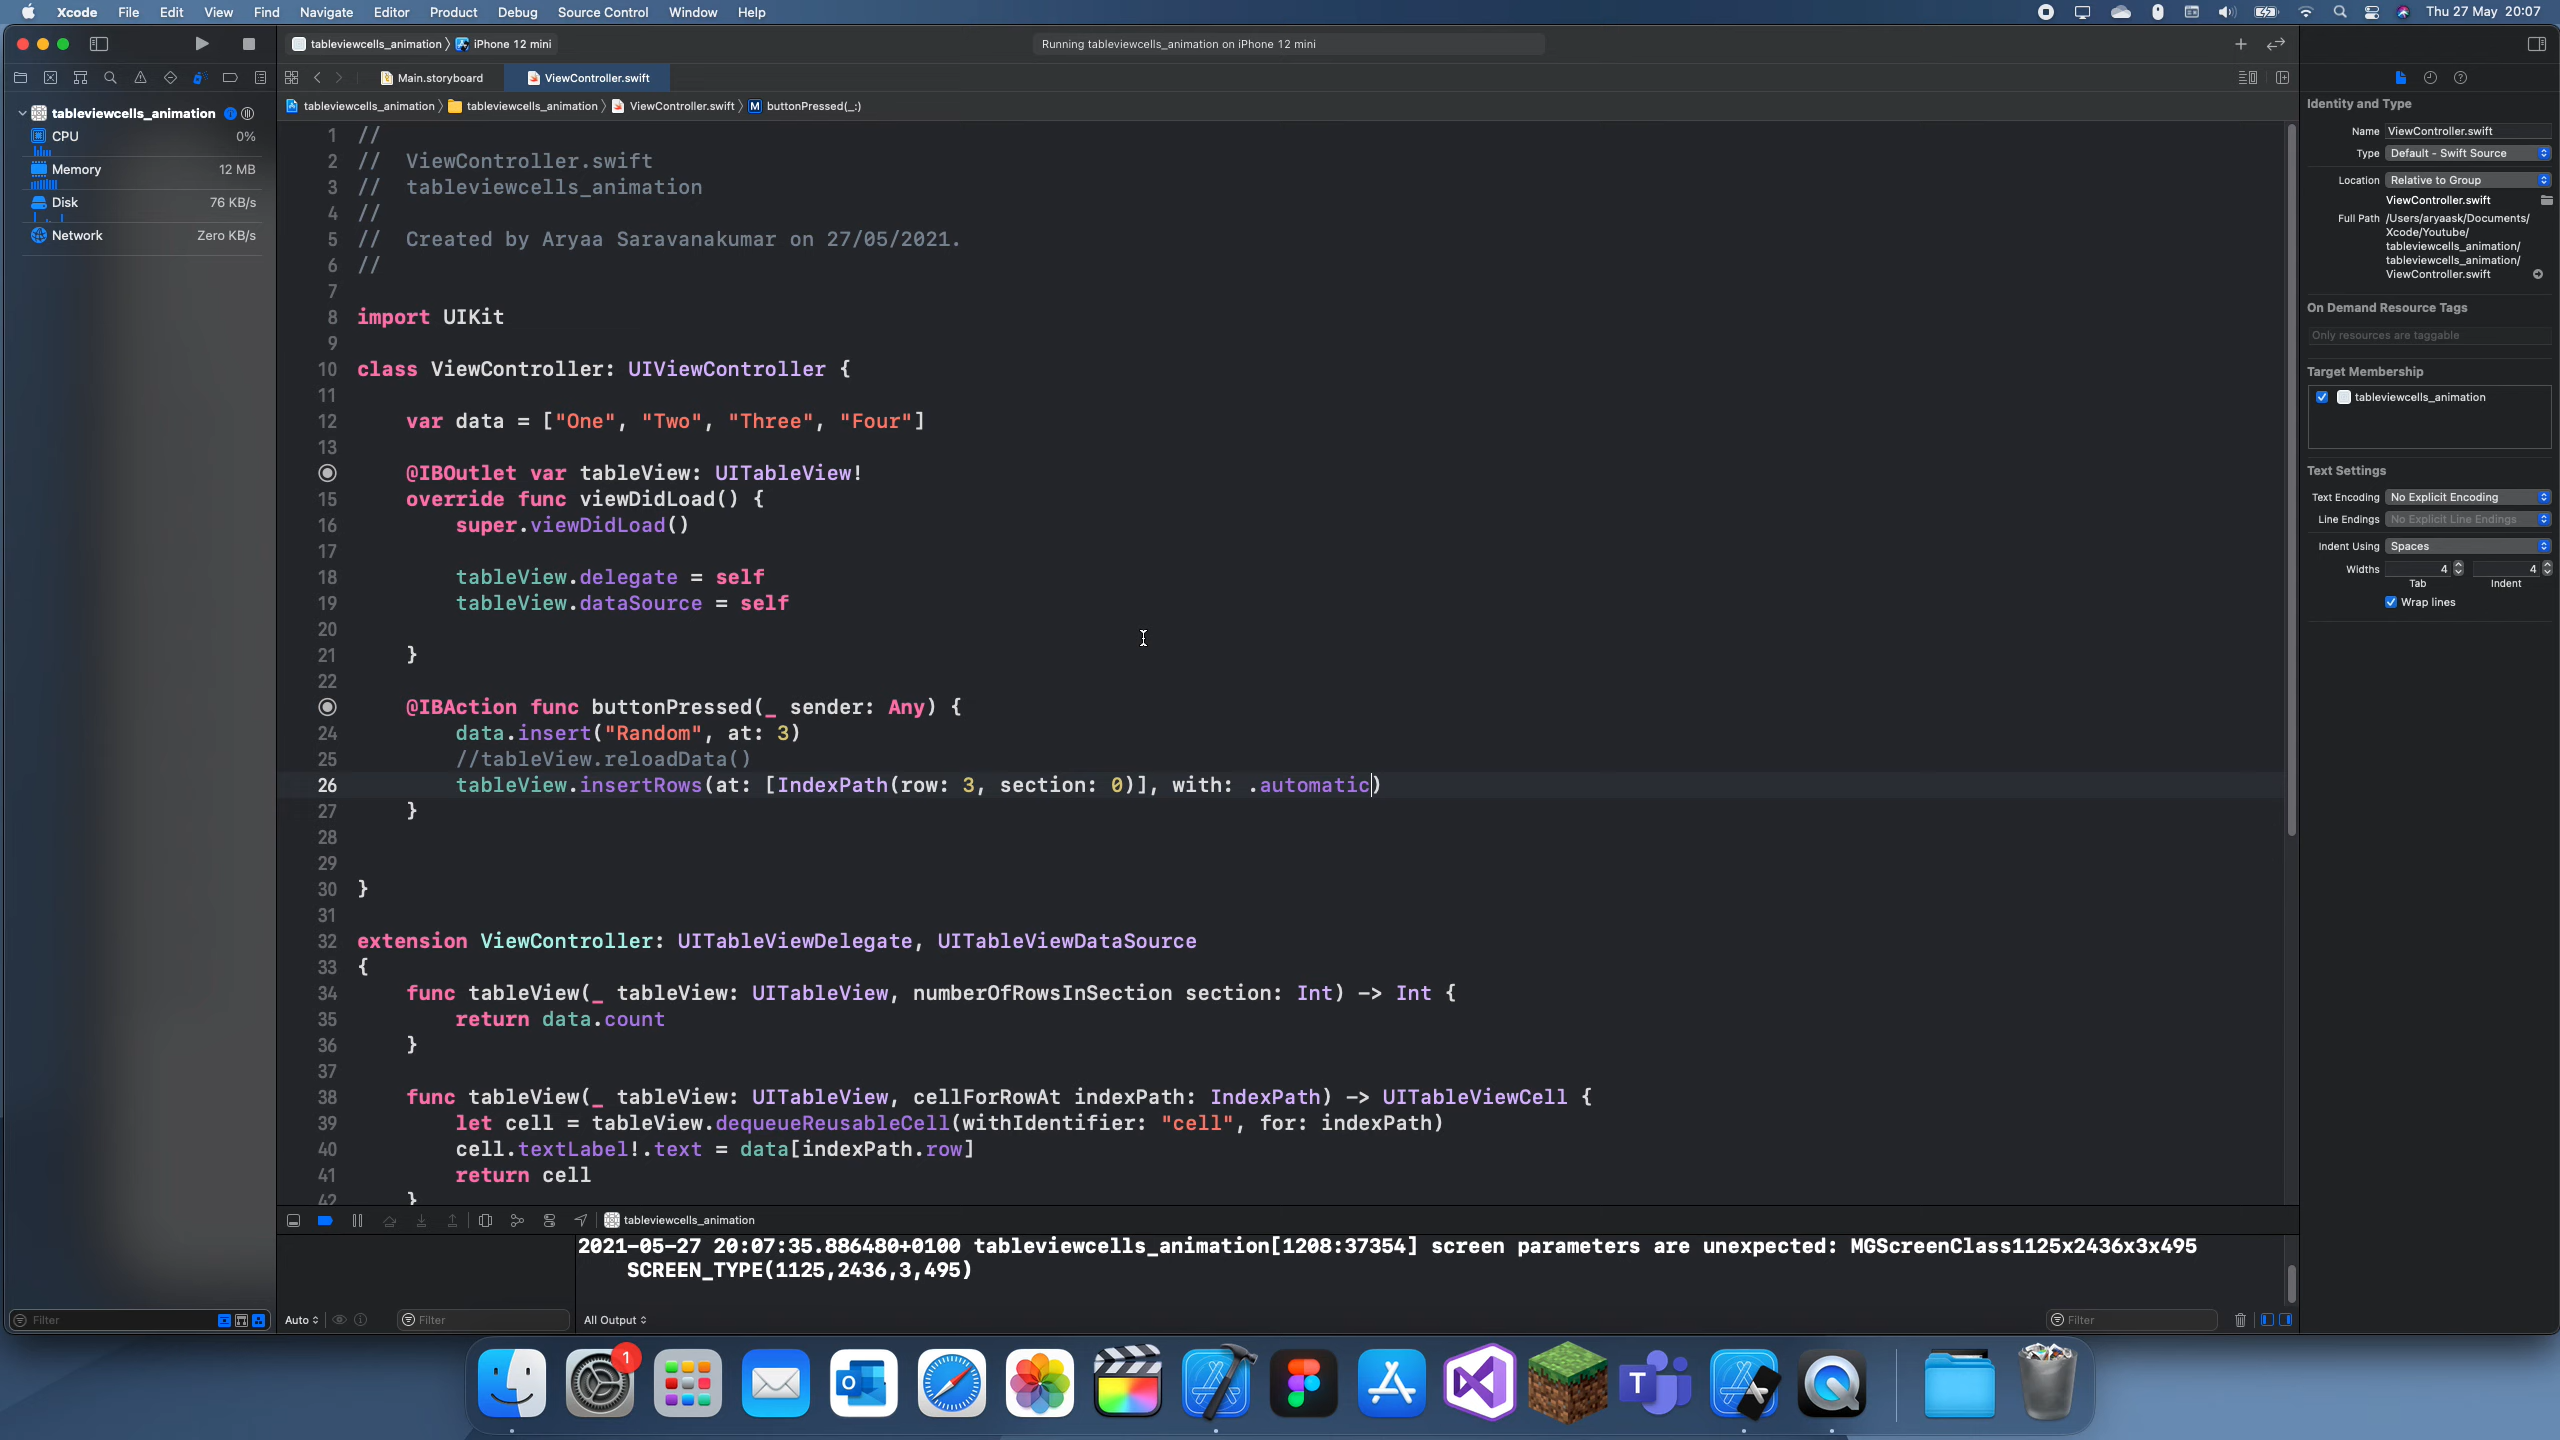 Xcode File Edit View Find Navigate Editor Product Debug Source Control Window Help Thu 27 May 20:07
tableviewcells_animation iPhone 12 mini Running tableviewcells_animation on iPhone 12 mini
Main.storyboard ViewController.swift
tableviewcells_animation tableviewcells_animation ViewController.swift M buttonPressed(_:)
tableviewcells_animation
CPU 0%
Memory 12 MB
Disk 76 KB/s
Network Zero KB/s
1 //
2 //  ViewController.swift
3 //  tableviewcells_animation
4 //
5 //  Created by Aryaa Saravanakumar on 27/05/2021.
6 //
7
8 import UIKit
9
10 class ViewController: UIViewController {
11
12     var data = ["One", "Two", "Three", "Four"]
13
@IBOutlet var tableView: UITableView!
15     override func viewDidLoad() {
16         super.viewDidLoad()
17
18         tableView.delegate = self
19         tableView.dataSource = self
20
21     }
22
@IBAction func buttonPressed(_ sender: Any) {
24         data.insert("Random", at: 3)
25         //tableView.reloadData()
26         tableView.insertRows(at: [IndexPath(row: 3, section: 0)], with: .automatic)
27     }
28
29
30 }
31
32 extension ViewController: UITableViewDelegate, UITableViewDataSource
33 {
34     func tableView(_ tableView: UITableView, numberOfRowsInSection section: Int) -> Int {
35         return data.count
36     }
37
38     func tableView(_ tableView: UITableView, cellForRowAt indexPath: IndexPath) -> UITableViewCell {
39         let cell = tableView.dequeueReusableCell(withIdentifier: "cell", for: indexPath)
40         cell.textLabel!.text = data[indexPath.row]
41         return cell
42     }
Identity and Type
Name ViewController.swift
Type Default - Swift Source
Location Relative to Group
ViewController.swift
Full Path /Users/aryaask/Documents/
Xcode/Youtube/
tableviewcells_animation/
tableviewcells_animation/
ViewController.swift
On Demand Resource Tags
Only resources are taggable
Target Membership
tableviewcells_animation
Text Settings
Text Encoding No Explicit Encoding
Line Endings No Explicit Line Endings
Indent Using Spaces
Widths 4 4
Tab Indent
Wrap lines
tableviewcells_animation
2021-05-27 20:07:35.886480+0100 tableviewcells_animation[1208:37354] screen parameters are unexpected: MGScreenClass1125x2436x3x495
SCREEN_TYPE(1125,2436,3,495)
Filter Auto Filter All Output Filter
1